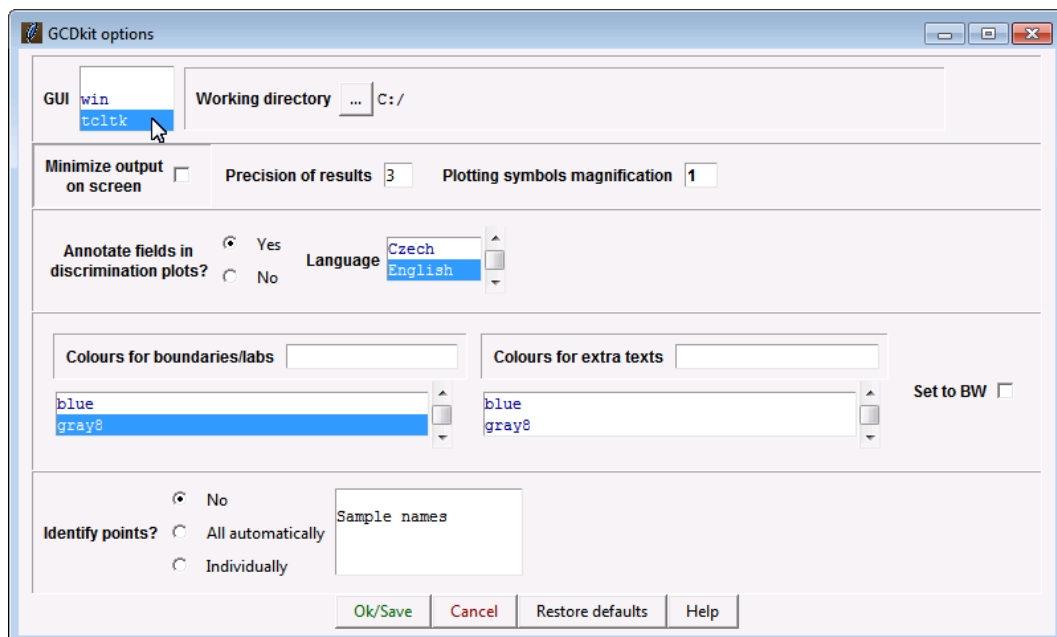 GCDkit options
GUI
win
tcltk
Working directory ... C:/
Minimize output
on screen
Precision of results 3
Plotting symbols magnification 1
Annotate fields in
discrimination plots?
Yes
No
Language
Czech
English
Colours for boundaries/labs
blue
gray8
Colours for extra texts
blue
gray8
Set to BW
Identify points?
No
All automatically
Individually
Sample names
Ok/Save
Cancel
Restore defaults
Help